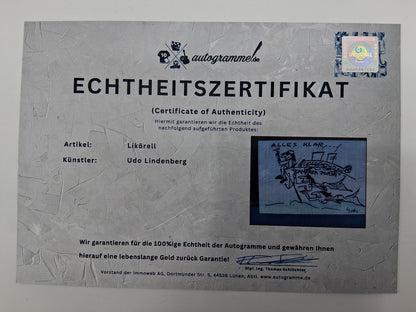 autogramme.de
ECHTHEITSZERTIFIKAT
(Certificate of Authenticity)
Hiermit garantieren wir die Echtheit des
nachfolgend aufgeführten Produktes:
Artikel: Likörell
Künstler: Udo Lindenberg
ALLES KLAR...!
Wir garantieren für die 100%ige Echtheit der Autogramme und gewähren Ihnen
hierauf eine lebenslange Geld zurück Garantie!
Dipl. Ing. Thomas Schlüchter,
Vorstand der Immoweb AG, Dortmunder Str. 5, 44536 Lünen, Abtl. www.autogramme.de